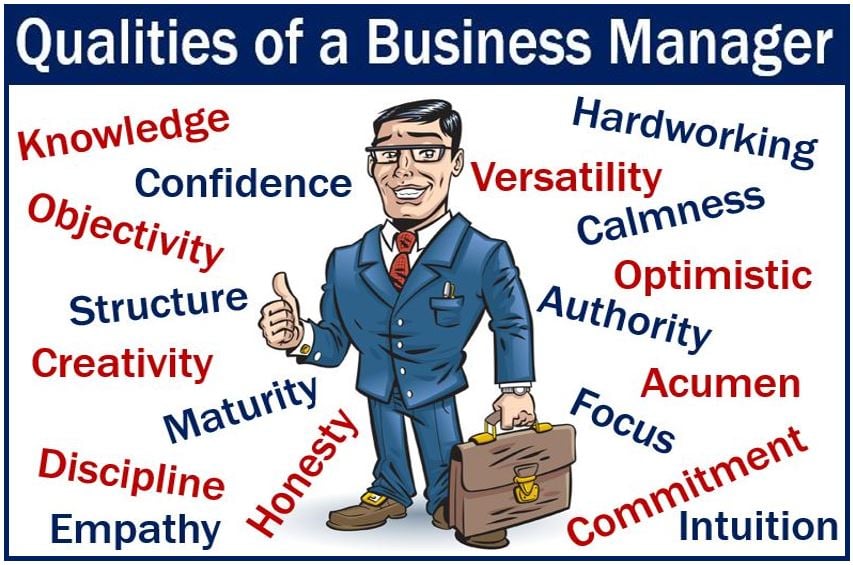 Qualities of a Business Manager
Knowledge
Confidence
Objectivity
Structure
Creativity
Maturity
Discipline
Honesty
Empathy
Hardworking
Versatility
Calmness
Optimistic
Authority
Acumen
Focus
Commitment
Intuition